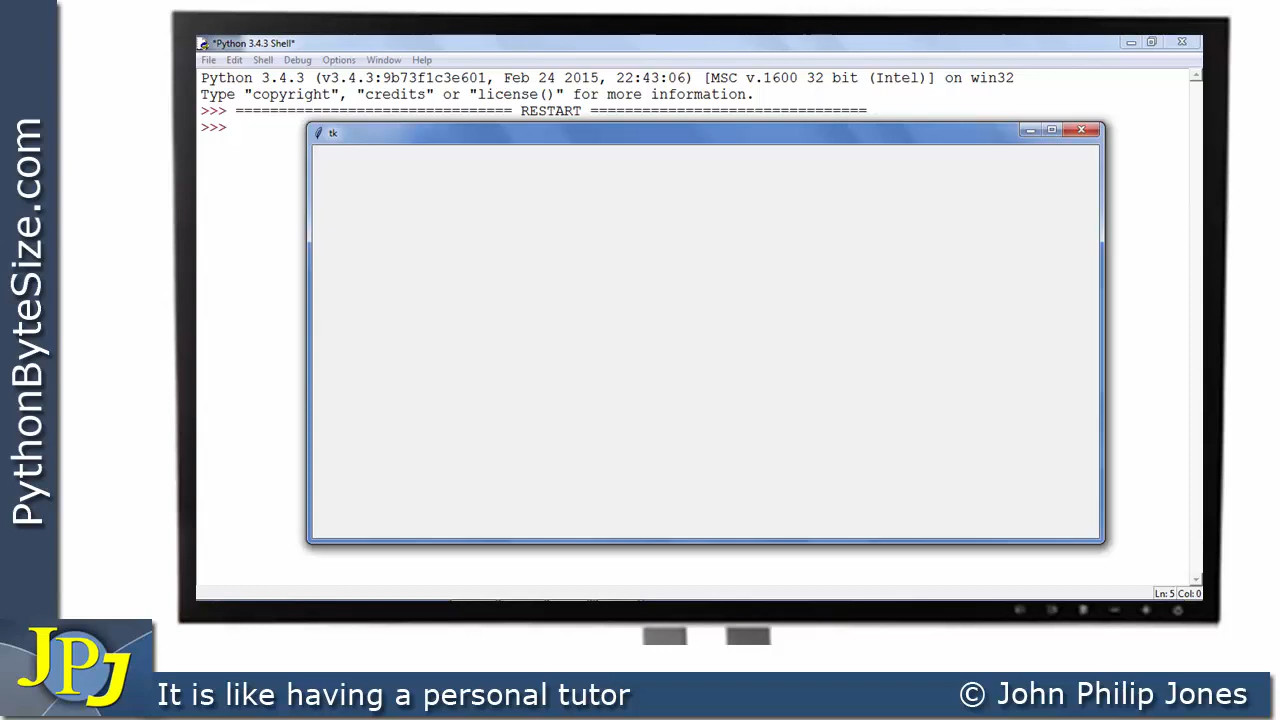 PythonByteSize.com
*Python 3.4.3 Shell*
File Edit Shell Debug Options Window Help
Python 3.4.3 (v3.4.3:9b73f1c3e601, Feb 24 2015, 22:43:06) [MSC v.1600 32 bit (Intel)] on win32
Type "copyright", "credits" or "license()" for more information.
>>> ================================ RESTART ================================
>>>
tk
Ln: 5 Col: 0
JPJ
It is like having a personal tutor
© John Philip Jones